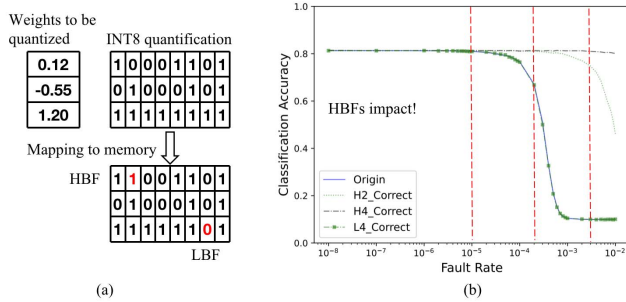 Weights to be
quantized
INT8 quantification
0.12
-0.55
1.20
1 0 0 0 1 1 0 1
0 1 0 0 0 1 0 1
1 1 1 1 1 1 1 1
Mapping to memory
HBF
1 1 0 0 1 1 0 1
0 1 0 0 0 1 0 1
1 1 1 1 1 1 0 1
LBF
(a)
Classification Accuracy
1.0
0.8
0.6
0.4
0.2
0.0
HBFs impact!
Origin
H2_Correct
H4_Correct
L4_Correct
10⁻⁸ 10⁻⁷ 10⁻⁶ 10⁻⁵ 10⁻⁴ 10⁻³ 10⁻²
Fault Rate
(b)